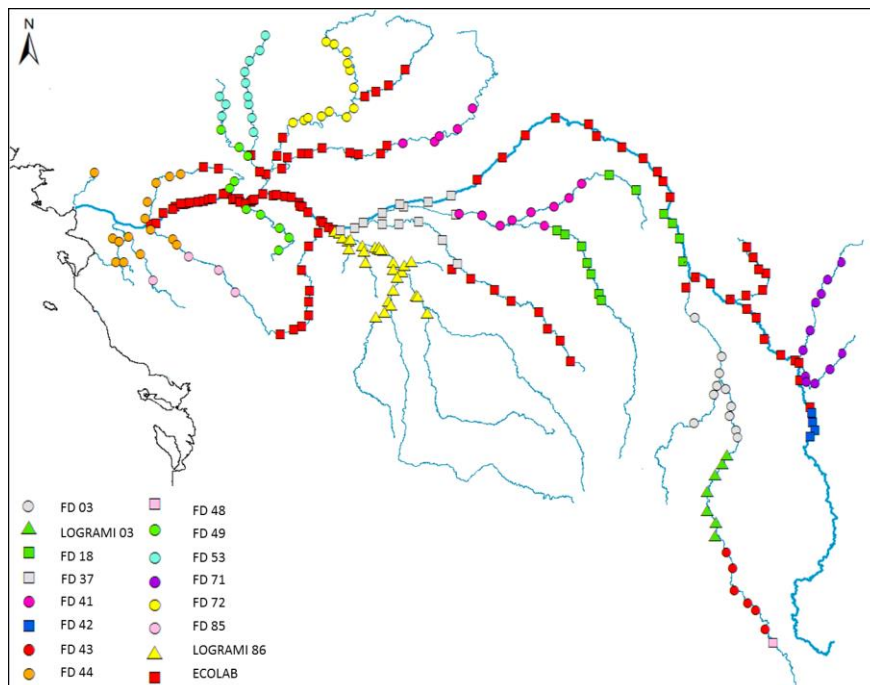 N
FD 03
LOGRAMI 03
FD 18
FD 37
FD 41
FD 42
FD 43
FD 44
FD 48
FD 49
FD 53
FD 71
FD 72
FD 85
LOGRAMI 86
ECOLAB